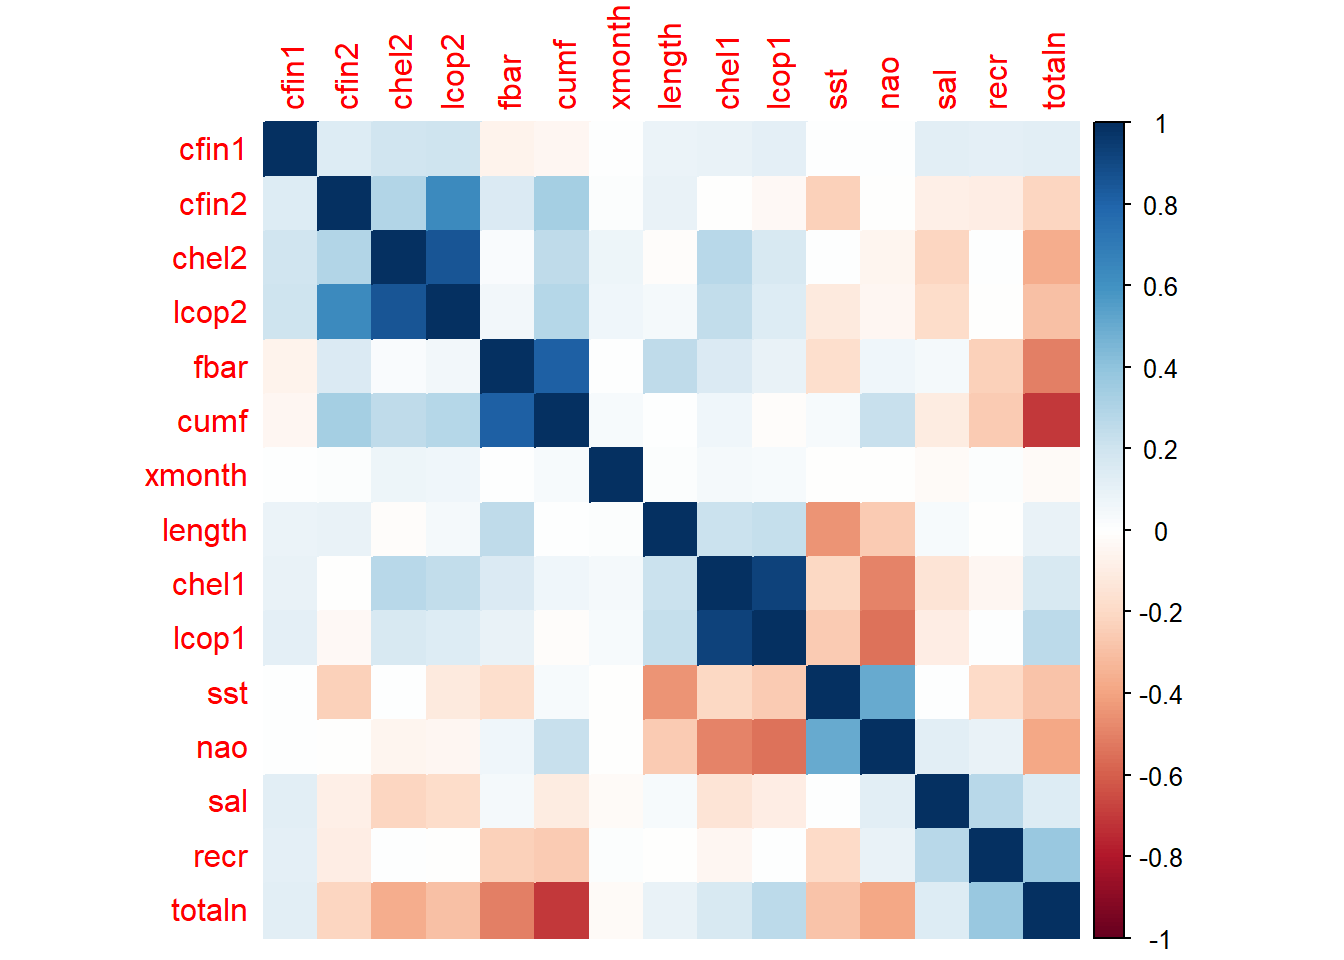 cfin1
cfin2
chel2
lcop2
fbar
cumf
xmonth
length
chel1
lcop1
sst
nao
sal
recr
totaln
cfin1
cfin2
chel2
lcop2
fbar
cumf
xmonth
length
chel1
lcop1
sst
nao
sal
recr
totaln
1
0.8
0.6
0.4
0.2
0
-0.2
-0.4
-0.6
-0.8
-1